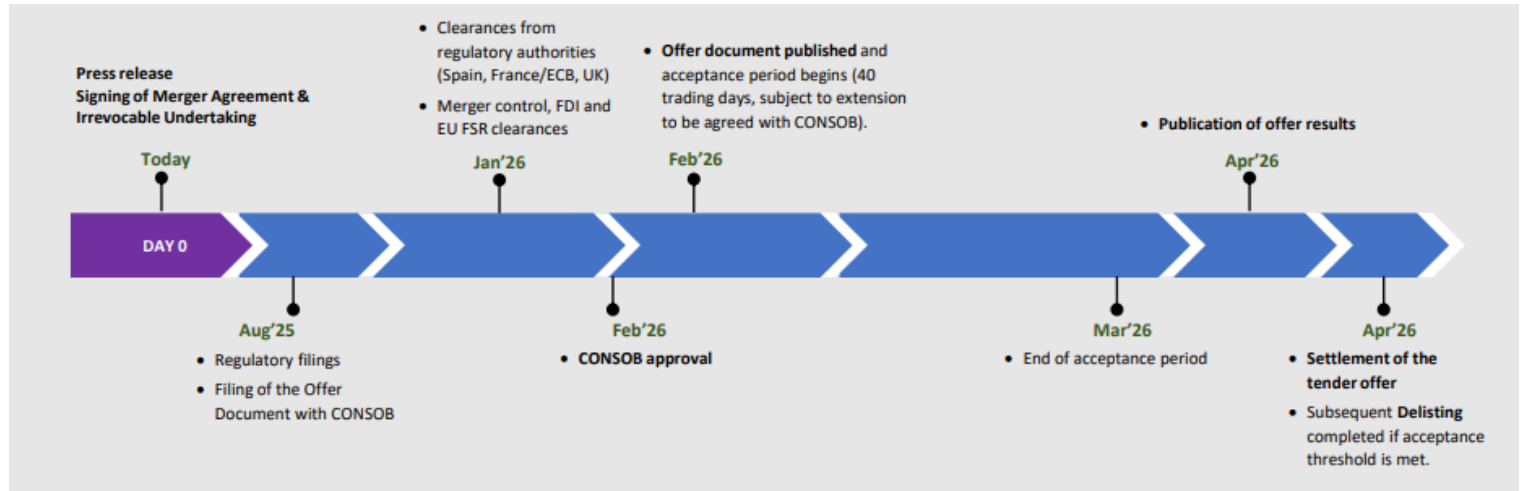 Press release
Signing of Merger Agreement &
Irrevocable Undertaking
Today
• Clearances from
regulatory authorities
(Spain, France/ECB, UK)
• Merger control, FDI and
EU FSR clearances
Jan'26
• Offer document published and
acceptance period begins (40
trading days, subject to extension
to be agreed with CONSOB).
Feb'26
• Publication of offer results
Apr'26
DAY 0
Aug'25
• Regulatory filings
• Filing of the Offer
Document with CONSOB
Feb'26
• CONSOB approval
Mar'26
• End of acceptance period
Apr'26
• Settlement of the
tender offer
• Subsequent Delisting
completed if acceptance
threshold is met.